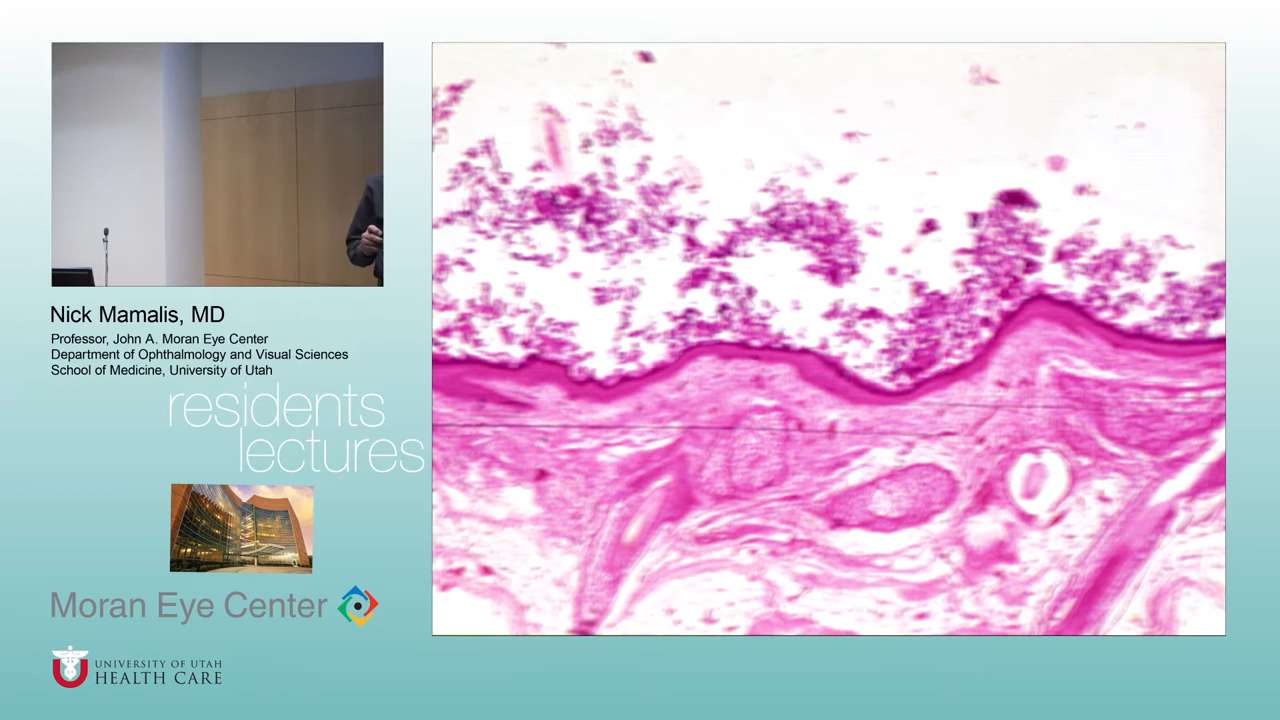 Nick Mamalis, MD
Professor, John A. Moran Eye Center
Department of Ophthalmology and Visual Sciences
School of Medicine, University of Utah
residents
lectures
Moran Eye Center
U
UNIVERSITY OF UTAH
HEALTH CARE